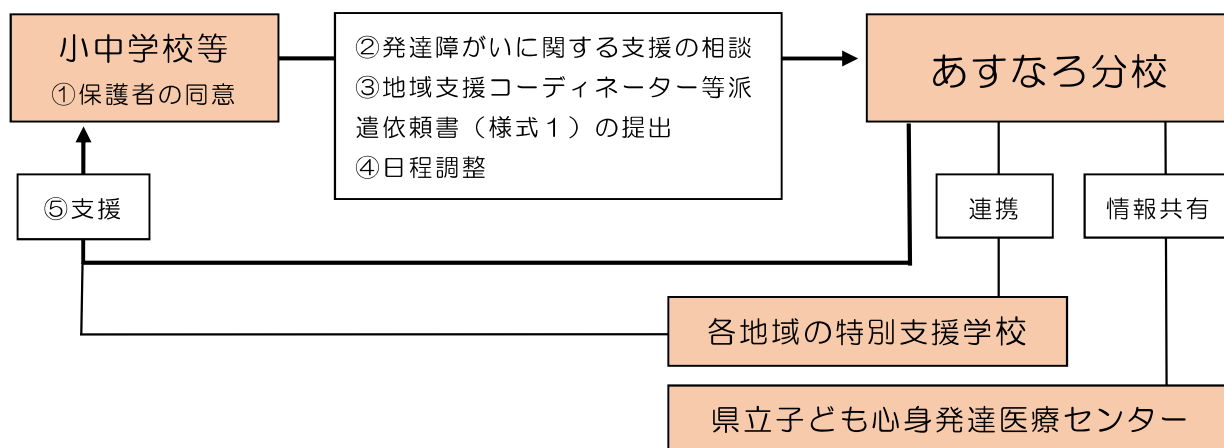 小中学校等
①保護者の同意
②発達障がいに関する支援の相談
③地域支援コーディネーター等派
遣依頼書（様式１）の提出
④日程調整
あすなろ分校
⑤支援
連携
情報共有
各地域の特別支援学校
県立子ども心身発達医療センター